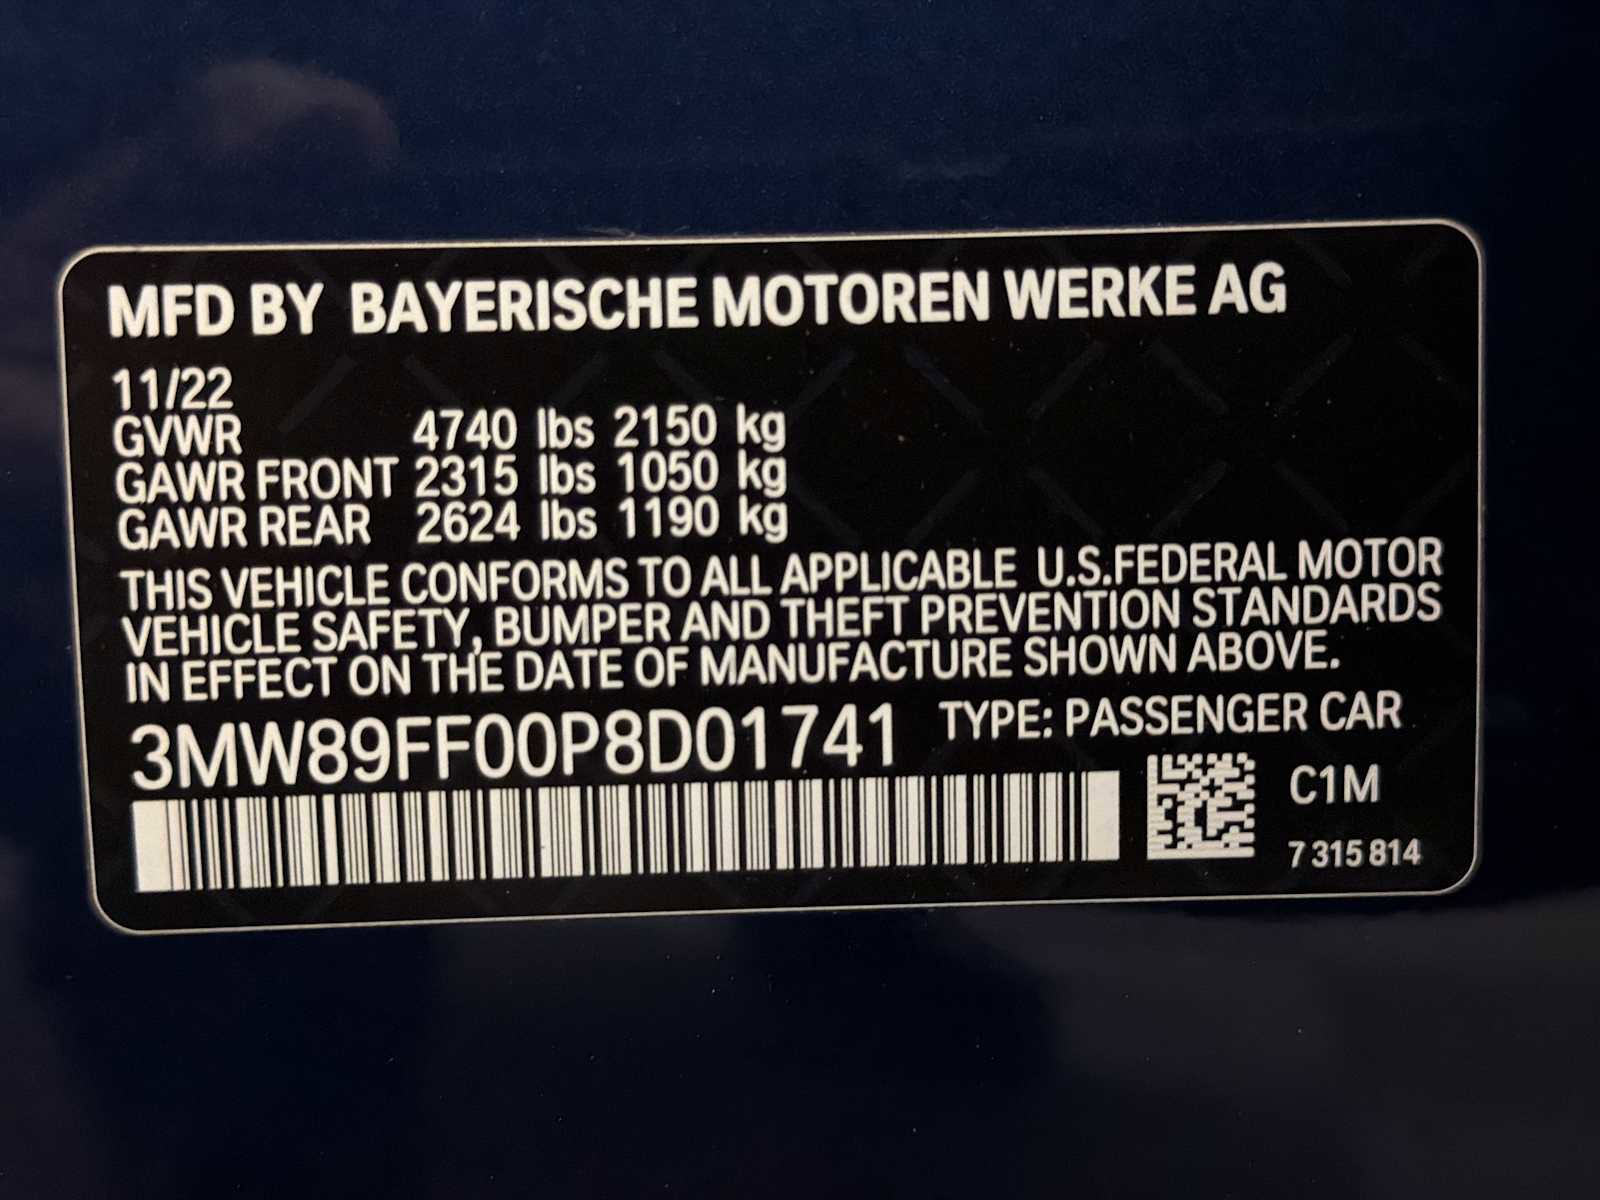 MFD BY BAYERISCHE MOTOREN WERKE AG
11/22
GVWR 4740 lbs 2150 kg
GAWR FRONT 2315 lbs 1050 kg
GAWR REAR 2624 lbs 1190 kg
THIS VEHICLE CONFORMS TO ALL APPLICABLE U.S.FEDERAL MOTOR
VEHICLE SAFETY, BUMPER AND THEFT PREVENTION STANDARDS
IN EFFECT ON THE DATE OF MANUFACTURE SHOWN ABOVE.
3MW89FF00P8D01741 TYPE: PASSENGER CAR
C1M
7 315 814